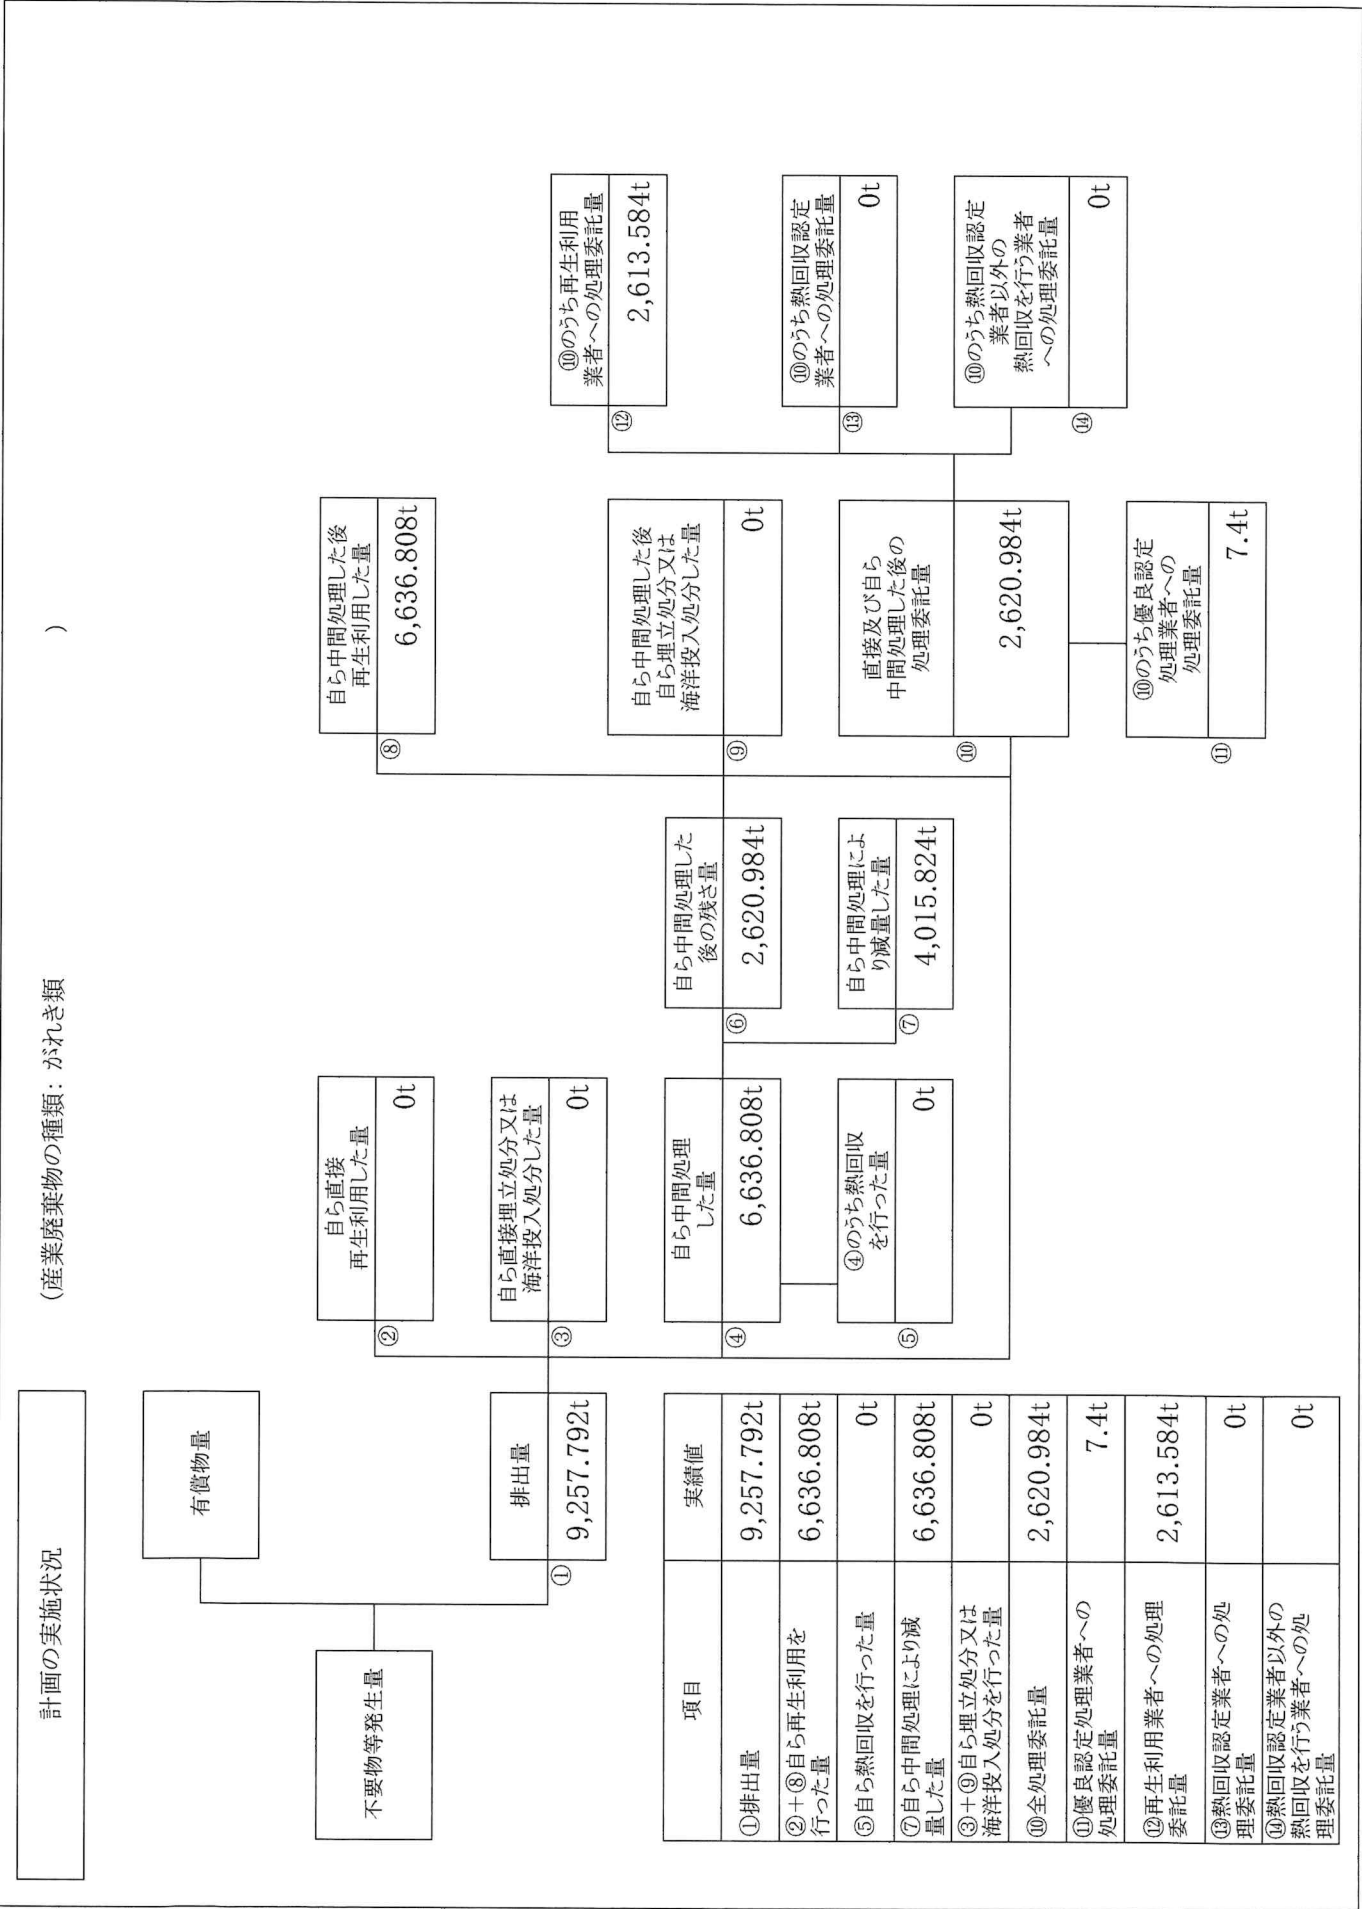 計画の実施状況
(産業廃棄物の種類: がれき類 )
有償物量
不要物等発生量
排出量
① 9,257.792t
自ら直接
再生利用した量
② 0t
自ら直接埋立処分又は
海洋投入処分した量
③ 0t
自ら中間処理
した量
④ 6,636.808t
④のうち熱回収
を行った量
⑤ 0t
自ら中間処理した
後の残さ量
⑥ 2,620.984t
自ら中間処理によ
り減量した量
⑦ 4,015.824t
自ら中間処理した後
再生利用した量
⑧ 6,636.808t
自ら中間処理した後
自ら埋立処分又は
海洋投入処分した量
⑨ 0t
直接及び自ら
中間処理した後の
処理委託量
⑩ 2,620.984t
⑩のうち優良認定
処理業者への
処理委託量
⑪ 7.4t
⑩のうち再生利用
業者への処理委託量
⑫ 2,613.584t
⑩のうち熱回収認定
業者への処理委託量
⑬ 0t
⑩のうち熱回収認定
業者以外の
熱回収を行う業者
への処理委託量
⑭ 0t
項目 実績値
①排出量 9,257.792t
②+⑧自ら再生利用を
行った量 6,636.808t
⑤自ら熱回収を行った量 0t
⑦自ら中間処理により減
量した量 6,636.808t
③+⑨自ら埋立処分又は
海洋投入処分を行った量 0t
⑩全処理委託量 2,620.984t
⑪優良認定処理業者への
処理委託量 7.4t
⑫再生利用業者への処理
委託量 2,613.584t
⑬熱回収認定業者への処
理委託量 0t
⑭熱回収認定業者以外の
熱回収を行う業者への処
理委託量 0t